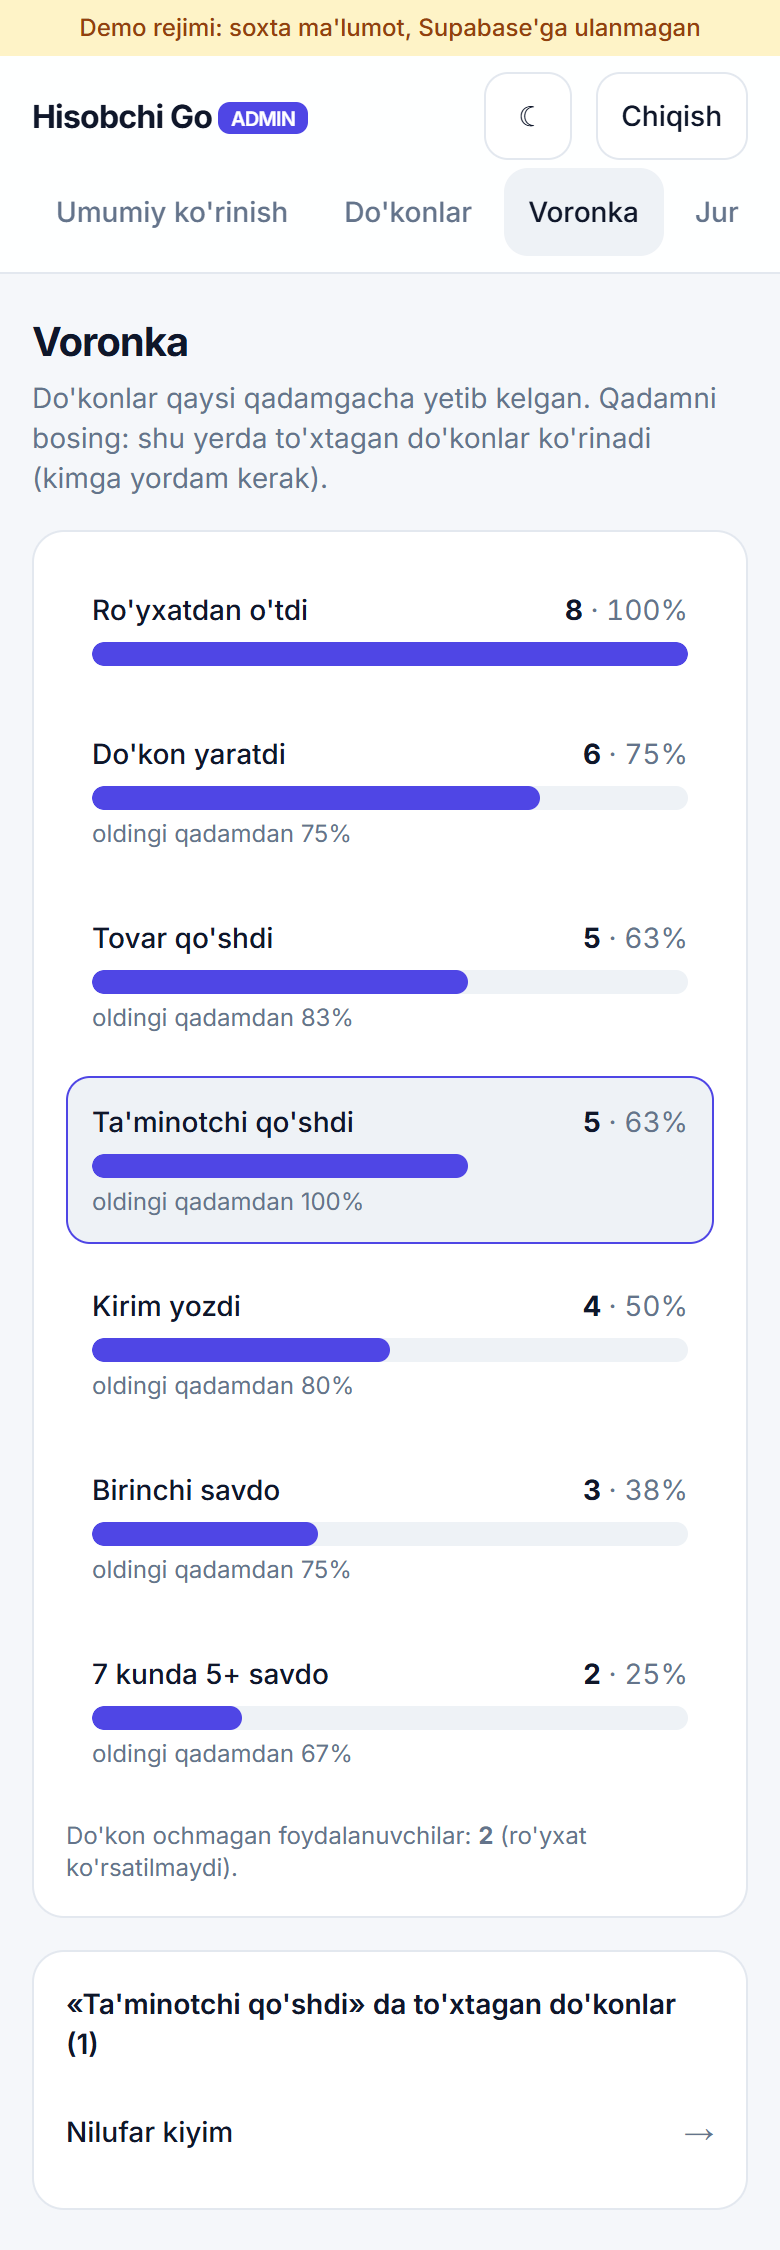 Demo rejimi: soxta ma'lumot, Supabase'ga ulanmagan
Hisobchi Go ADMIN
Chiqish
Umumiy ko'rinish Do'konlar Voronka Jur
Voronka
Do'konlar qaysi qadamgacha yetib kelgan. Qadamni
bosing: shu yerda to'xtagan do'konlar ko'rinadi
(kimga yordam kerak).
Ro'yxatdan o'tdi 8 · 100%
Do'kon yaratdi 6 · 75%
oldingi qadamdan 75%
Tovar qo'shdi 5 · 63%
oldingi qadamdan 83%
Ta'minotchi qo'shdi 5 · 63%
oldingi qadamdan 100%
Kirim yozdi 4 · 50%
oldingi qadamdan 80%
Birinchi savdo 3 · 38%
oldingi qadamdan 75%
7 kunda 5+ savdo 2 · 25%
oldingi qadamdan 67%
Do'kon ochmagan foydalanuvchilar: 2 (ro'yxat
ko'rsatilmaydi).
«Ta'minotchi qo'shdi» da to'xtagan do'konlar
(1)
Nilufar kiyim →